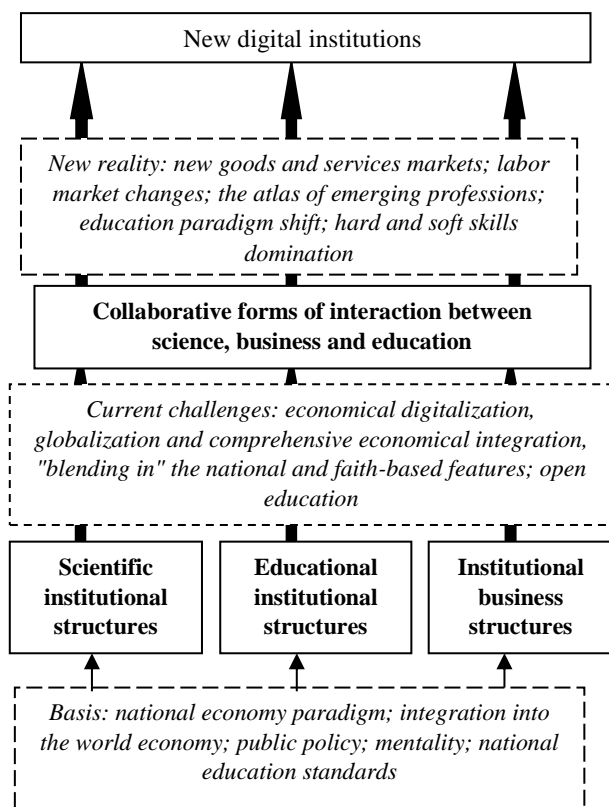 New digital institutions
New reality: new goods and services markets; labor
market changes; the atlas of emerging professions;
education paradigm shift; hard and soft skills
domination
Collaborative forms of interaction between
science, business and education
Current challenges: economical digitalization,
globalization and comprehensive economical integration,
"blending in" the national and faith-based features; open
education
Scientific
institutional
structures
Educational
institutional
structures
Institutional
business
structures
Basis: national economy paradigm; integration into
the world economy; public policy; mentality; national
education standards